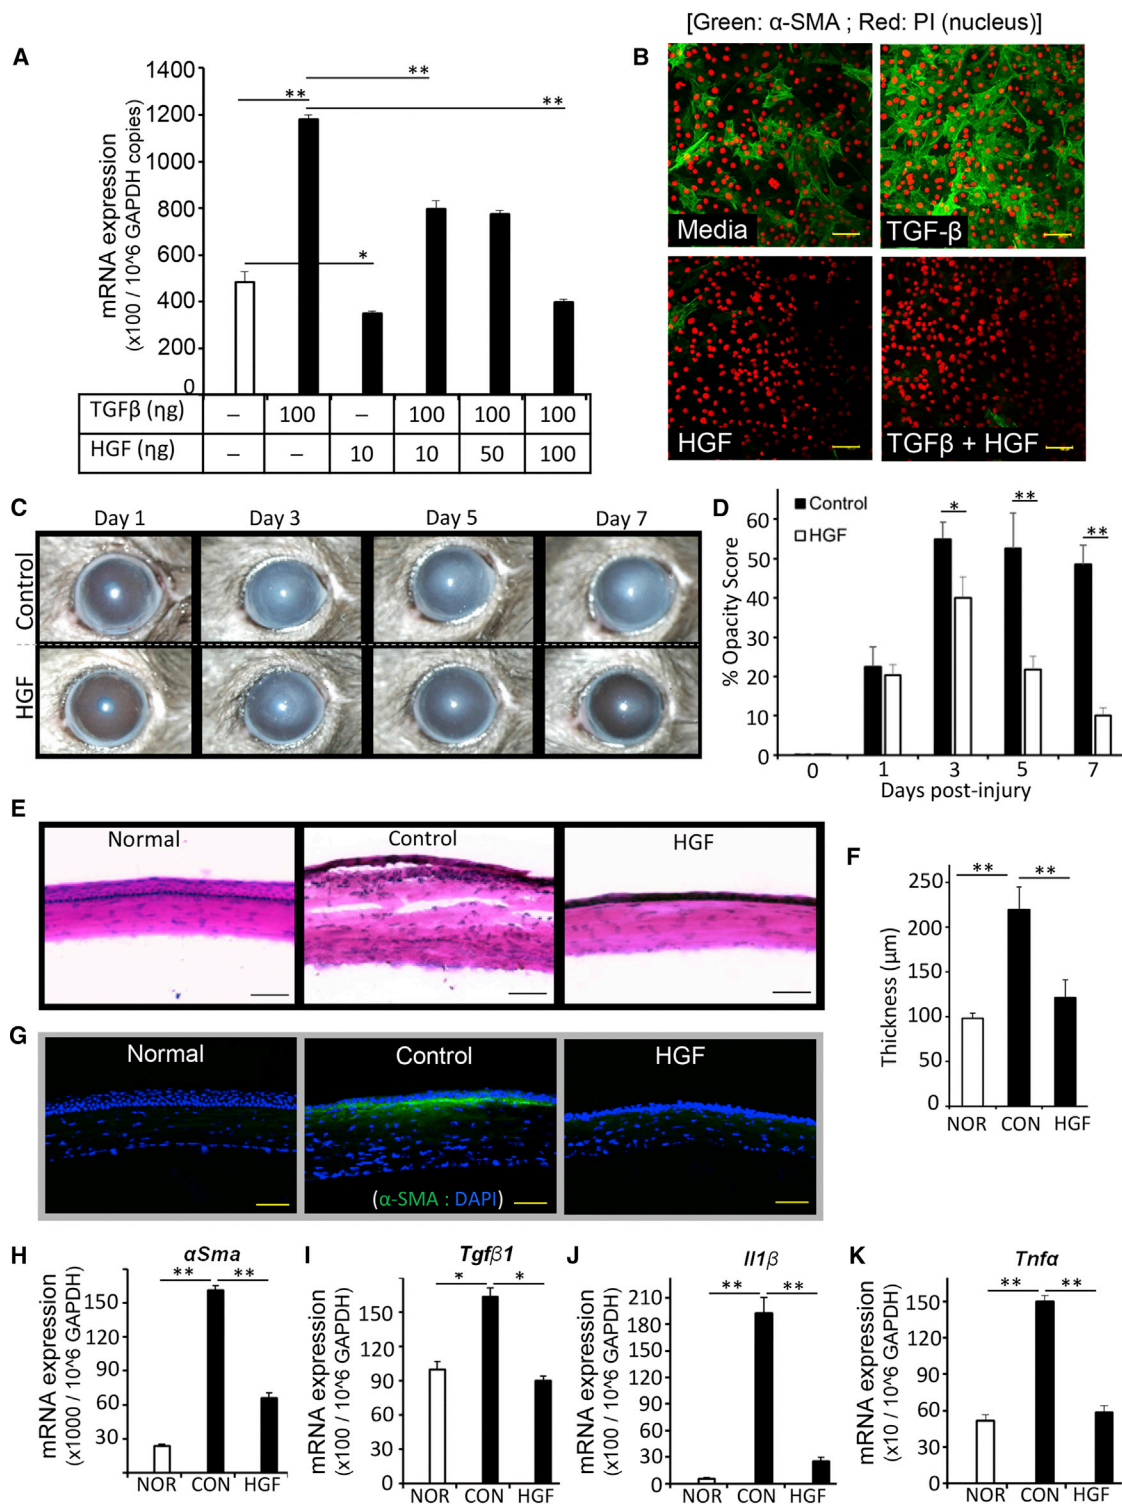 [Green: α-SMA ; Red: PI (nucleus)]
A
mRNA expression
(x100 / 10^6 GAPDH copies)
1400
1200
1000
800
600
400
200
0
** ** **
*
TGFβ (ηg) – 100 – 100 100 100
HGF (ηg) – – 10 10 50 100
B
Media
TGF-β
HGF
TGFβ + HGF
C
Day 1 Day 3 Day 5 Day 7
Control
HGF
D
% Opacity Score
60
50
40
30
20
10
0
Control
HGF
* ** **
0 1 3 5 7
Days post-injury
E
Normal Control HGF
F
Thickness (μm)
250
200
150
100
50
0
** **
NOR CON HGF
G
Normal Control HGF
(α-SMA : DAPI)
H
αSma
mRNA expression
(x1000 / 10^6 GAPDH)
150
120
90
60
30
** **
NOR CON HGF
I
Tgfβ1
mRNA expression
(x100 / 10^6 GAPDH)
150
120
90
60
30
0
* *
NOR CON HGF
J
Il1β
mRNA expression
(x100 / 10^6 GAPDH)
210
180
150
120
90
60
30
0
** **
NOR CON HGF
K
Tnfα
mRNA expression
(x10 / 10^6 GAPDH)
150
120
90
60
30
0
** **
NOR CON HGF